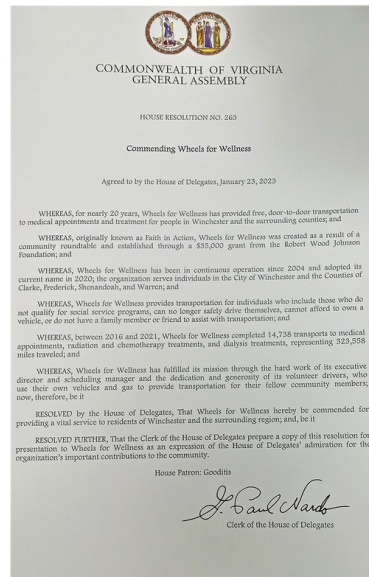 COMMONWEALTH OF VIRGINIA
GENERAL ASSEMBLY
HOUSE RESOLUTION NO. 263
Commending Wheels for Wellness
Agreed to by the House of Delegates, January 23, 2023
WHEREAS, for nearly 20 years, Wheels for Wellness has provided free, door-to-door transportation
to medical appointments and treatment for people in Winchester and the surrounding counties; and
WHEREAS, originally known as Faith in Action, Wheels for Wellness was created as a result of a
community roundtable and established through a $35,000 grant from the Robert Wood Johnson
Foundation; and
WHEREAS, Wheels for Wellness has been in continuous operation since 2004 and adopted its
current name in 2020; the organization serves individuals in the City of Winchester and the Counties of
Clarke, Frederick, Shenandoah, and Warren; and
WHEREAS, Wheels for Wellness provides transportation for individuals who include those who do
not qualify for social service programs, can no longer safely drive themselves, cannot afford to own a
vehicle, or do not have a family member or friend to assist with transportation; and
WHEREAS, between 2016 and 2021, Wheels for Wellness completed 14,738 transports to medical
appointments, radiation and chemotherapy treatments, and dialysis treatments, representing 323,558
miles traveled; and
WHEREAS, Wheels for Wellness has fulfilled its mission through the hard work of its executive
director and scheduling manager and the dedication and generosity of its volunteer drivers, who
use their own vehicles and gas to provide transportation for their fellow community members;
now, therefore, be it
RESOLVED by the House of Delegates, That Wheels for Wellness hereby be commended for
providing a vital service to residents of Winchester and the surrounding region; and, be it
RESOLVED FURTHER, That the Clerk of the House of Delegates prepare a copy of this resolution for
presentation to Wheels for Wellness as an expression of the House of Delegates' admiration for the
organization's important contributions to the community.
House Patron: Gooditis
G. Paul Nardo
Clerk of the House of Delegates